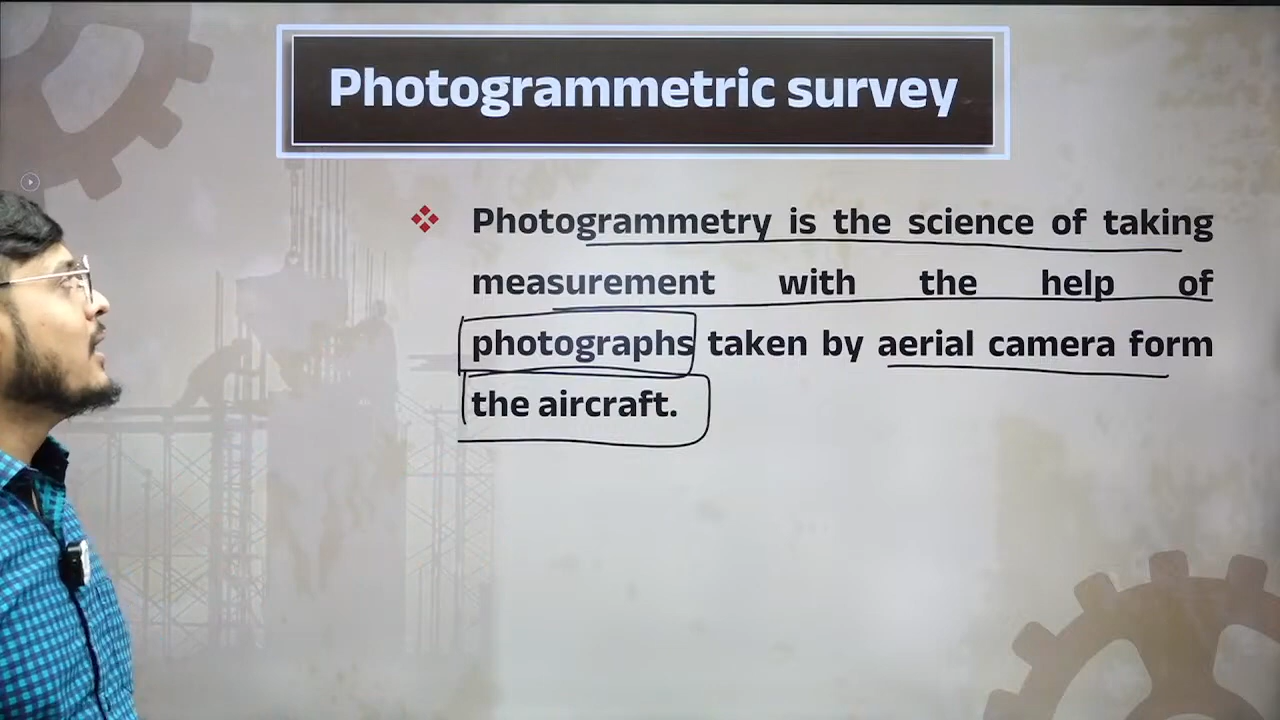 Photogrammetric survey
Photogrammetry is the science of taking
measurement with the help of
photographs taken by aerial camera form
the aircraft.